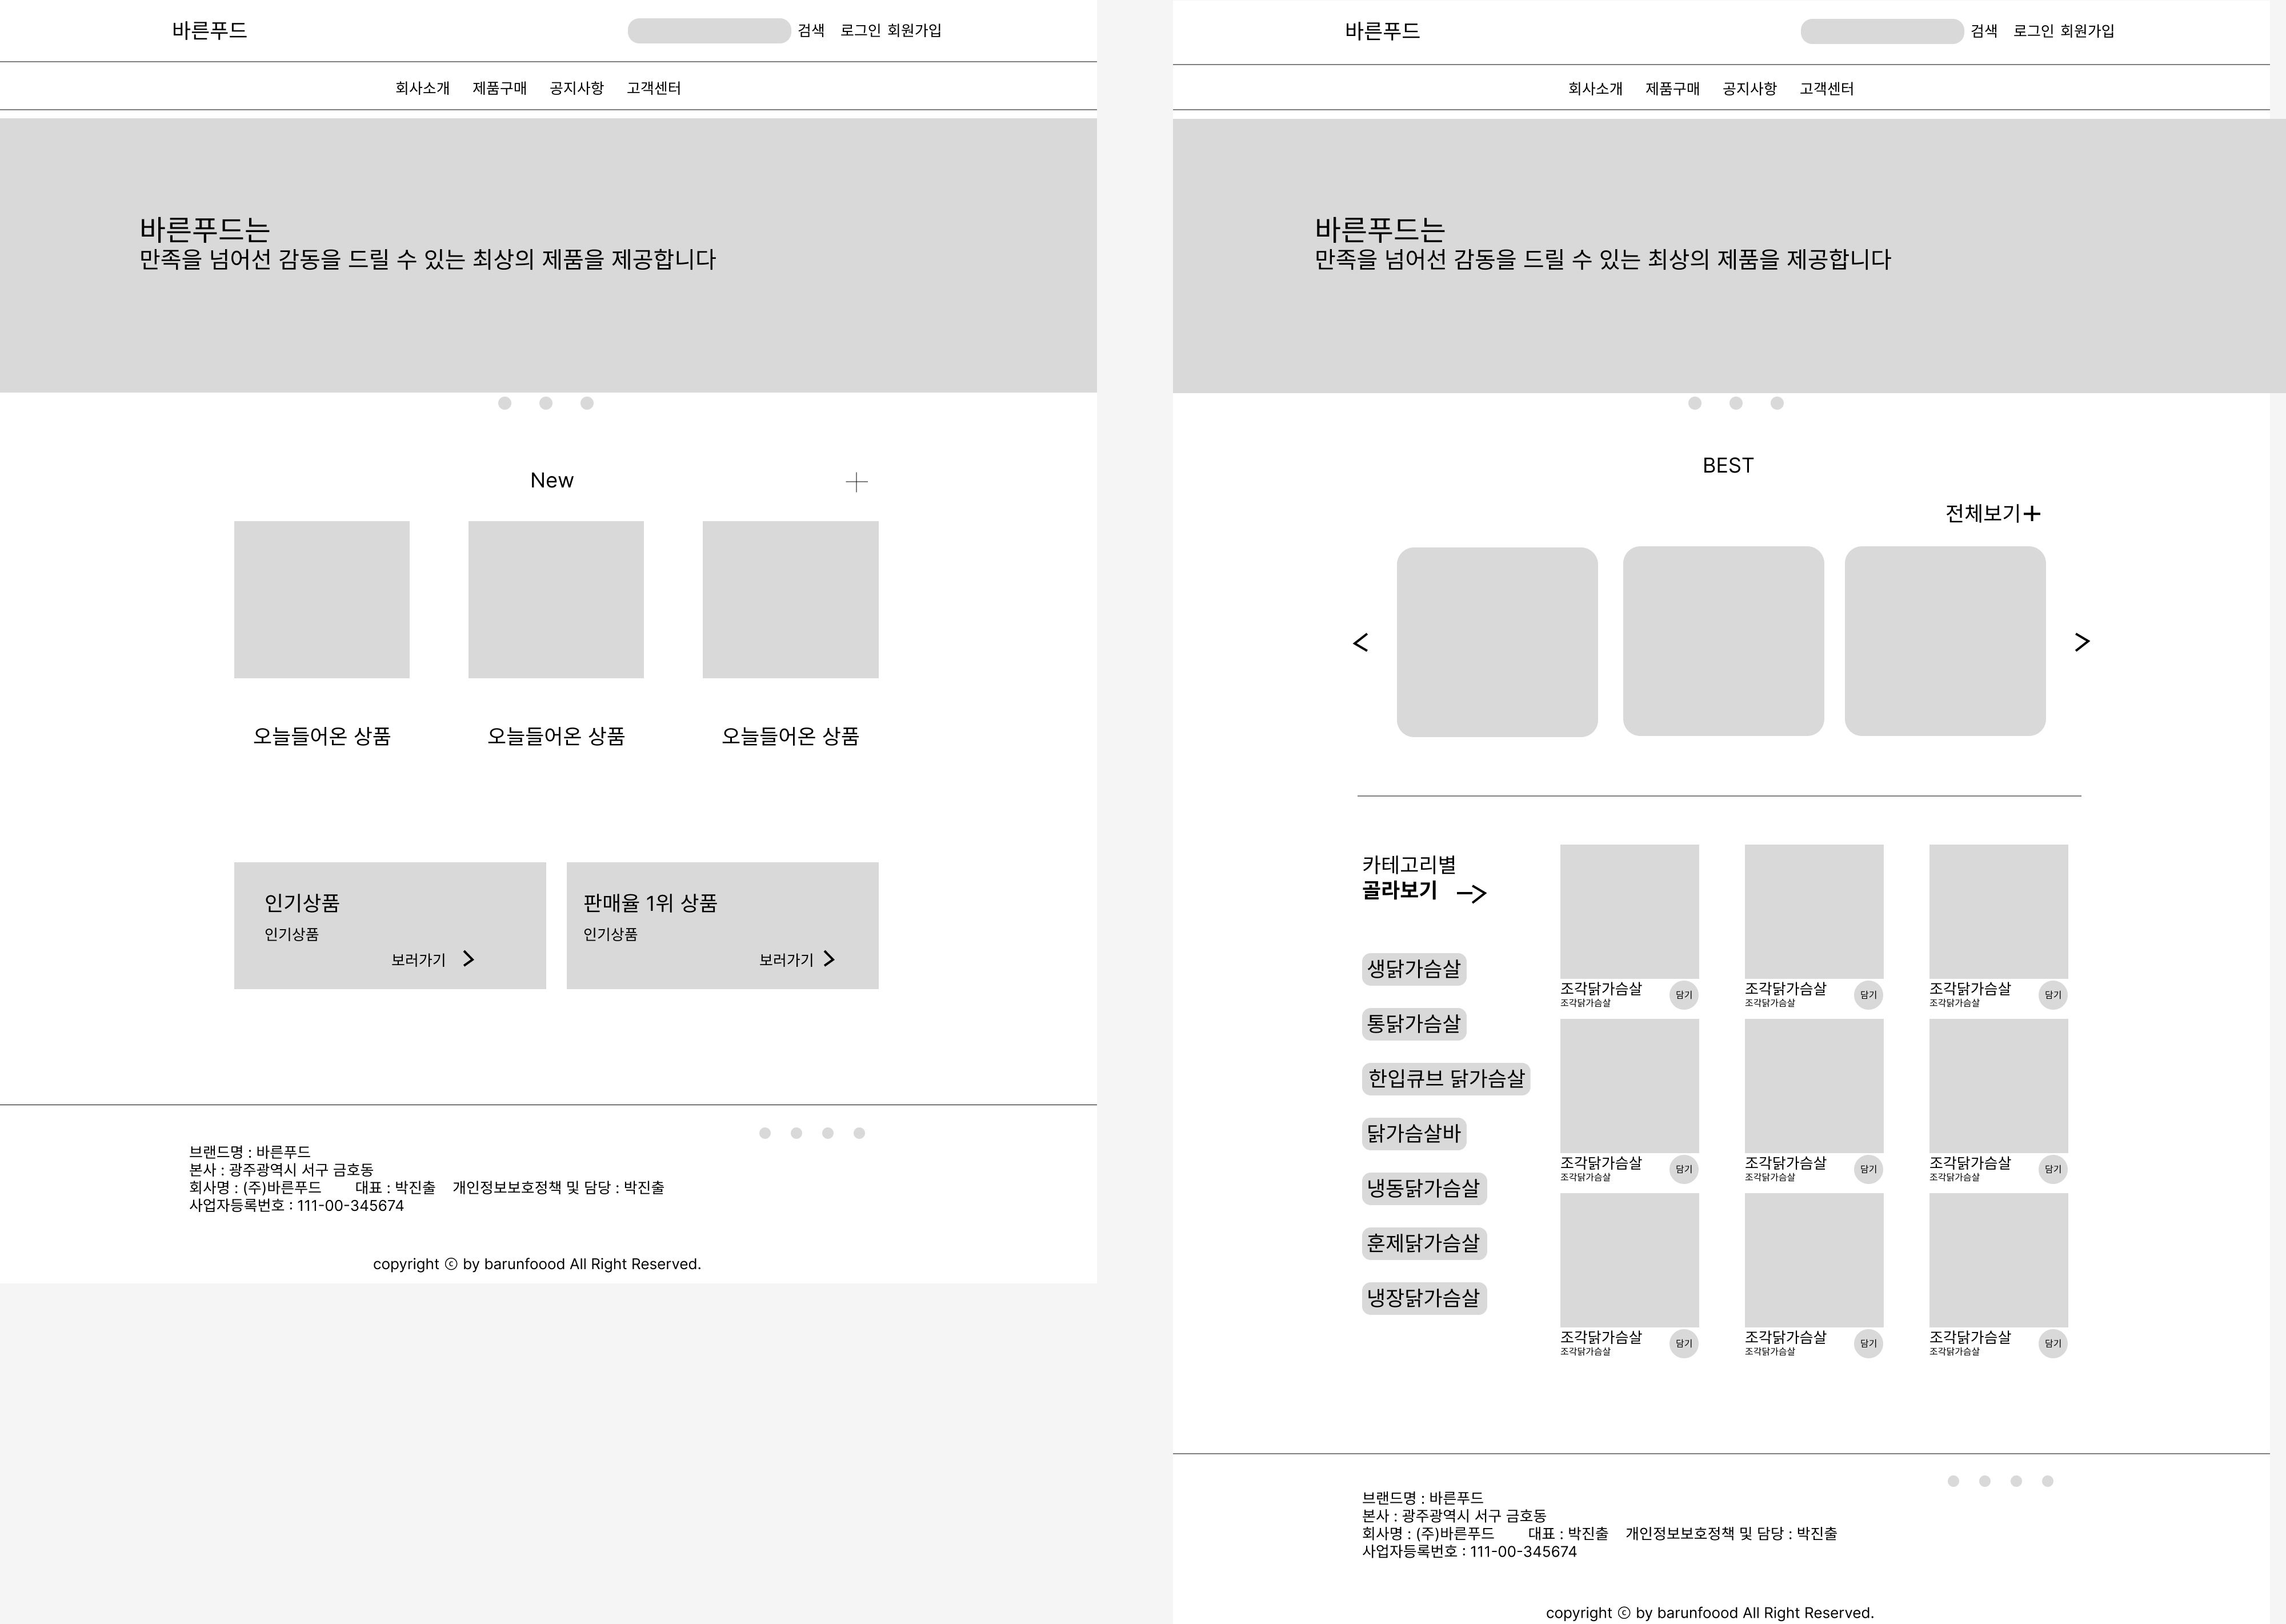 바른푸드
검색 로그인 회원가입
회사소개 제품구매 공지사항 고객센터
바른푸드는
만족을 넘어선 감동을 드릴 수 있는 최상의 제품을 제공합니다
New
오늘들어온 상품 오늘들어온 상품 오늘들어온 상품
인기상품
인기상품
보러가기
판매율 1위 상품
인기상품
보러가기
브랜드명 : 바른푸드
본사 : 광주광역시 서구 금호동
회사명 : (주)바른푸드 대표 : 박진출 개인정보보호정책 및 담당 : 박진출
사업자등록번호 : 111-00-345674
copyright ⓒ by barunfoood All Right Reserved.
바른푸드
검색 로그인 회원가입
회사소개 제품구매 공지사항 고객센터
바른푸드는
만족을 넘어선 감동을 드릴 수 있는 최상의 제품을 제공합니다
BEST
전체보기+
카테고리별
골라보기
생닭가슴살
통닭가슴살
한입큐브 닭가슴살
닭가슴살바
냉동닭가슴살
훈제닭가슴살
냉장닭가슴살
조각닭가슴살 담기 조각닭가슴살 담기 조각닭가슴살 담기
조각닭가슴살 조각닭가슴살 조각닭가슴살
조각닭가슴살 담기 조각닭가슴살 담기 조각닭가슴살 담기
조각닭가슴살 조각닭가슴살 조각닭가슴살
조각닭가슴살 담기 조각닭가슴살 담기 조각닭가슴살 담기
조각닭가슴살 조각닭가슴살 조각닭가슴살
브랜드명 : 바른푸드
본사 : 광주광역시 서구 금호동
회사명 : (주)바른푸드 대표 : 박진출 개인정보보호정책 및 담당 : 박진출
사업자등록번호 : 111-00-345674
copyright ⓒ by barunfoood All Right Reserved.